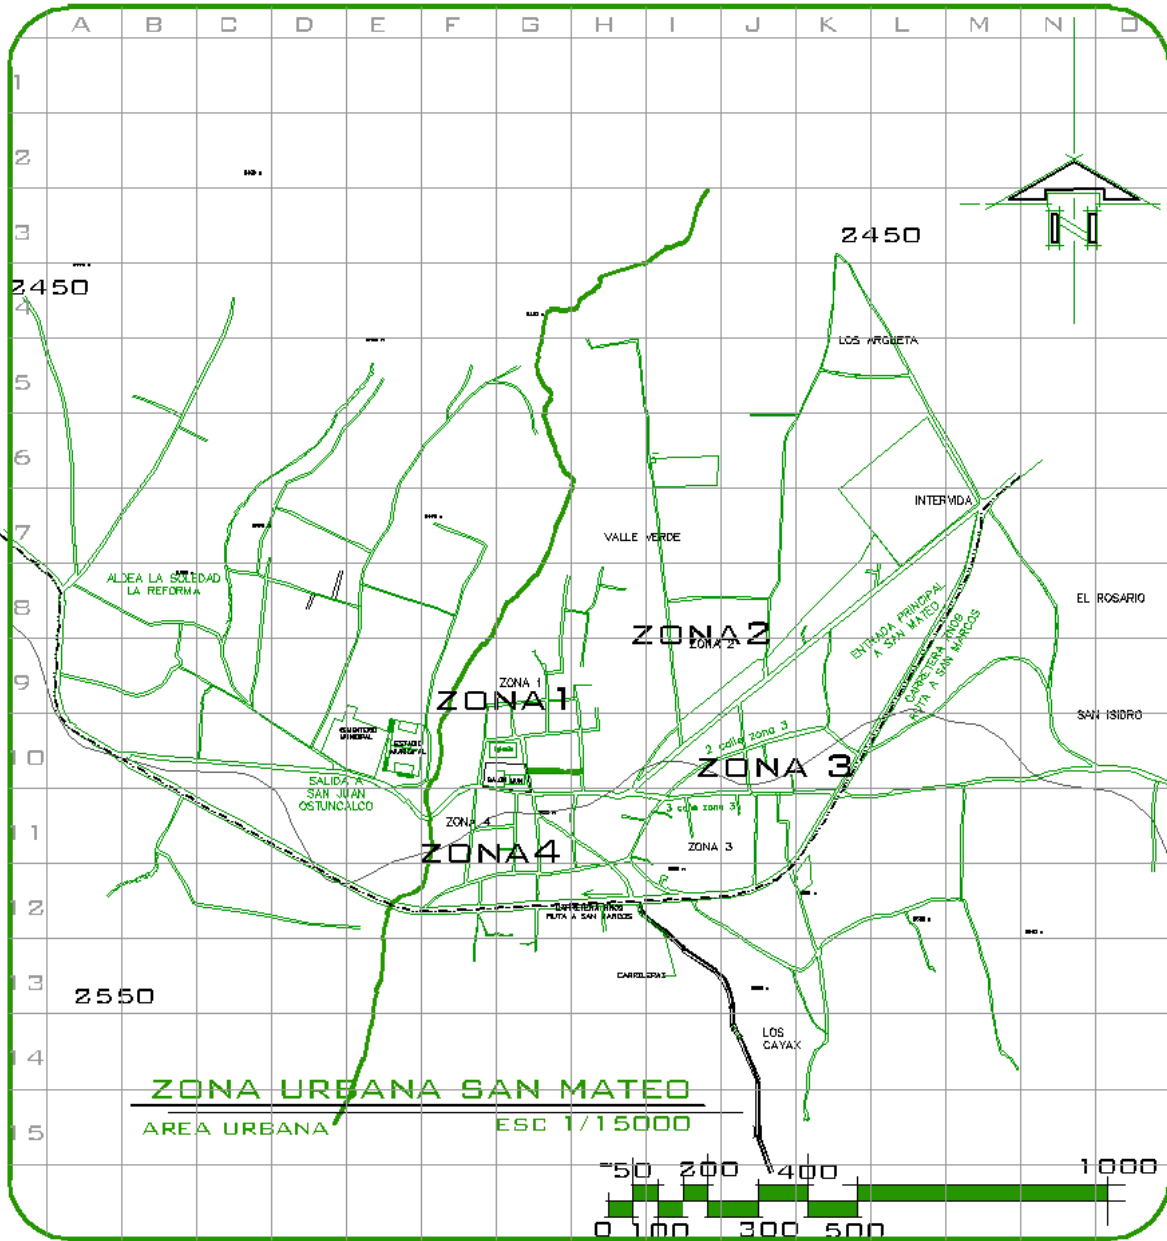 A B C D E F G H I J K L M N O
1
2
3
4
5
6
7
8
9
10
11
12
13
14
15
2450
2450
LOS ARGUETA
INTERVIDA
VALLE VERDE
ALDEA LA SOLEDAD
LA REFORMA
EL ROSARIO
ENTRADA PRINCIPAL
A SAN MATEO
RUTA A SAN MARCOS
ZONA 2
ZONA 2
ZONA 1
ZONA 1
SAN ISIDRO
CEMENTERIO
MUNICIPAL
ESTADIO
MUNICIPAL
2 calle zona 3
ZONA 3
SALIDA A
SAN JUAN
OSTUNCALCO
3 calle zona 3
ZONA 4
ZONA 4
ZONA 3
RUTA A SAN MARCOS
2550
LOS
CAYAX
ZONA URBANA SAN MATEO
AREA URBANA
ESC 1/15000
50 200 400 1000
0 100 300 500